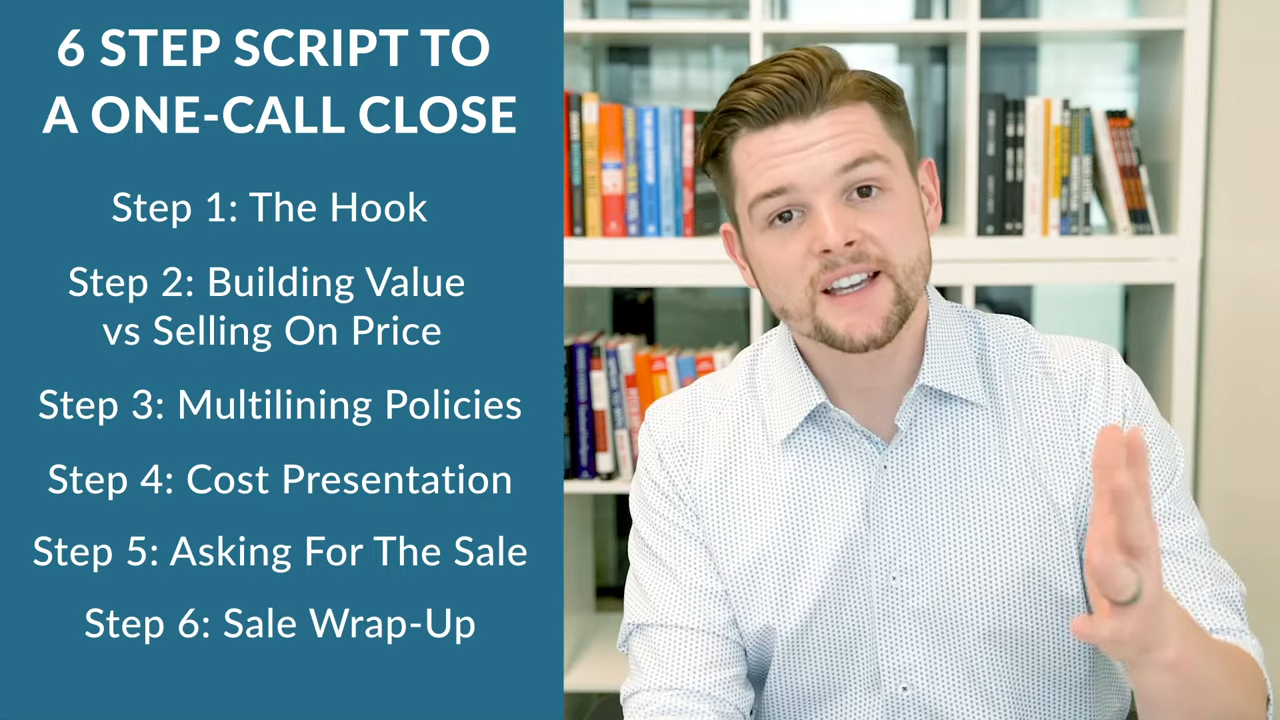 6 STEP SCRIPT TO
A ONE-CALL CLOSE
Step 1: The Hook
Step 2: Building Value
vs Selling On Price
Step 3: Multilining Policies
Step 4: Cost Presentation
Step 5: Asking For The Sale
Step 6: Sale Wrap-Up